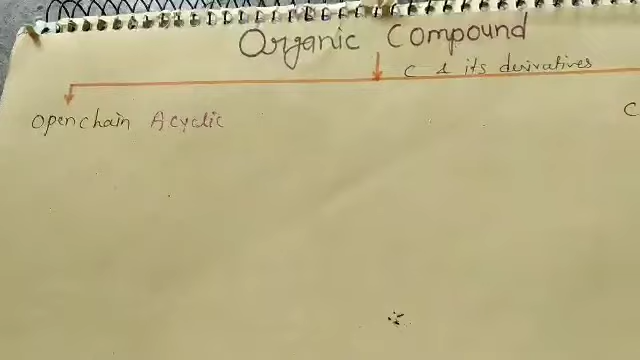 Organic Compound
C & its derivatives
Openchain Acyclic
C